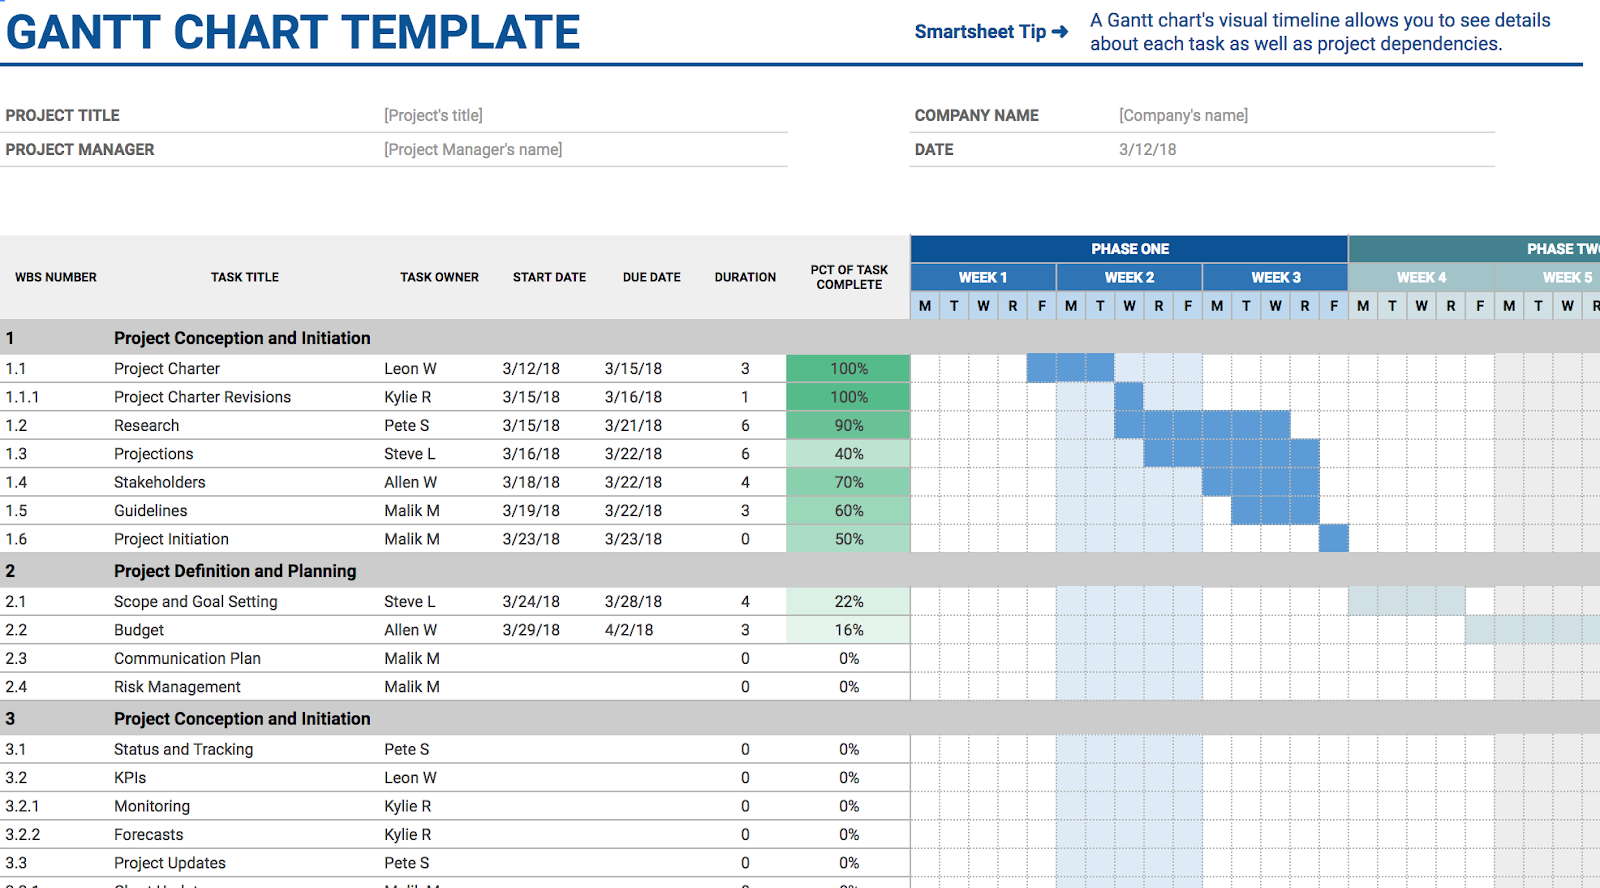 GANTT CHART TEMPLATE
Smartsheet Tip ➜
A Gantt chart's visual timeline allows you to see details
about each task as well as project dependencies.
PROJECT TITLE [Project's title] COMPANY NAME [Company's name]
PROJECT MANAGER [Project Manager's name] DATE 3/12/18
PHASE ONE PHASE
WBS NUMBER TASK TITLE TASK OWNER START DATE DUE DATE DURATION PCT OF TASK COMPLETE WEEK 1 WEEK 2 WEEK 3 WEEK 4 WEEK 5
M T W R F M T W R F M T W R F M T W R F M T W R
1 Project Conception and Initiation
1.1 Project Charter Leon W 3/12/18 3/15/18 3 100%
1.1.1 Project Charter Revisions Kylie R 3/15/18 3/16/18 1 100%
1.2 Research Pete S 3/15/18 3/21/18 6 90%
1.3 Projections Steve L 3/16/18 3/22/18 6 40%
1.4 Stakeholders Allen W 3/18/18 3/22/18 4 70%
1.5 Guidelines Malik M 3/19/18 3/22/18 3 60%
1.6 Project Initiation Malik M 3/23/18 3/23/18 0 50%
2 Project Definition and Planning
2.1 Scope and Goal Setting Steve L 3/24/18 3/28/18 4 22%
2.2 Budget Allen W 3/29/18 4/2/18 3 16%
2.3 Communication Plan Malik M 0 0%
2.4 Risk Management Malik M 0 0%
3 Project Conception and Initiation
3.1 Status and Tracking Pete S 0 0%
3.2 KPIs Leon W 0 0%
3.2.1 Monitoring Kylie R 0 0%
3.2.2 Forecasts Kylie R 0 0%
3.3 Project Updates Pete S 0 0%